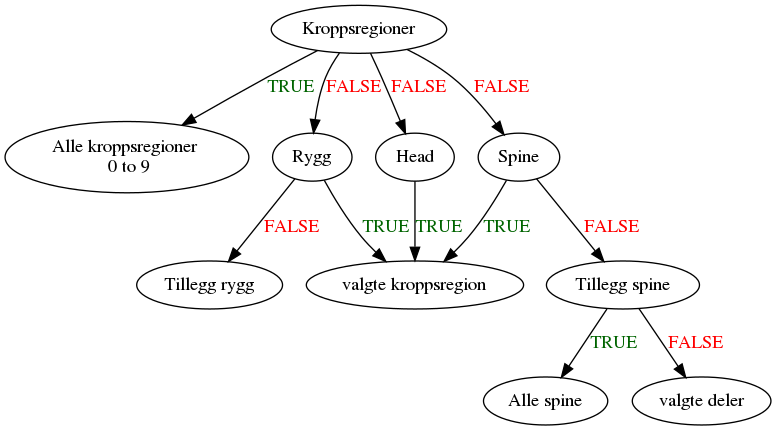 Kroppsregioner
TRUE
FALSE
FALSE
FALSE
Alle kroppsregioner
0 to 9
Rygg
Head
Spine
FALSE
TRUE
TRUE
TRUE
FALSE
Tillegg rygg
valgte kroppsregion
Tillegg spine
TRUE
FALSE
Alle spine
valgte deler